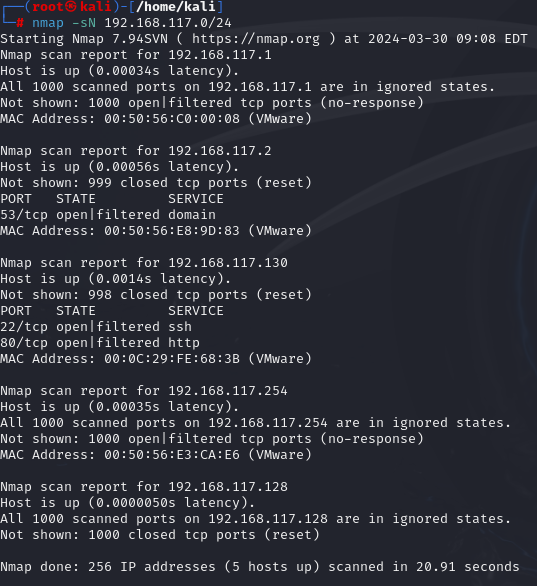 ┌──(root㉿kali)-[/home/kali]
└─# nmap -sN 192.168.117.0/24
Starting Nmap 7.94SVN ( https://nmap.org ) at 2024-03-30 09:08 EDT
Nmap scan report for 192.168.117.1
Host is up (0.00034s latency).
All 1000 scanned ports on 192.168.117.1 are in ignored states.
Not shown: 1000 open|filtered tcp ports (no-response)
MAC Address: 00:50:56:C0:00:08 (VMware)

Nmap scan report for 192.168.117.2
Host is up (0.00056s latency).
Not shown: 999 closed tcp ports (reset)
PORT   STATE         SERVICE
53/tcp open|filtered domain
MAC Address: 00:50:56:E8:9D:83 (VMware)

Nmap scan report for 192.168.117.130
Host is up (0.0014s latency).
Not shown: 998 closed tcp ports (reset)
PORT   STATE         SERVICE
22/tcp open|filtered ssh
80/tcp open|filtered http
MAC Address: 00:0C:29:FE:68:3B (VMware)

Nmap scan report for 192.168.117.254
Host is up (0.00035s latency).
All 1000 scanned ports on 192.168.117.254 are in ignored states.
Not shown: 1000 open|filtered tcp ports (no-response)
MAC Address: 00:50:56:E3:CA:E6 (VMware)

Nmap scan report for 192.168.117.128
Host is up (0.0000050s latency).
All 1000 scanned ports on 192.168.117.128 are in ignored states.
Not shown: 1000 closed tcp ports (reset)

Nmap done: 256 IP addresses (5 hosts up) scanned in 20.91 seconds